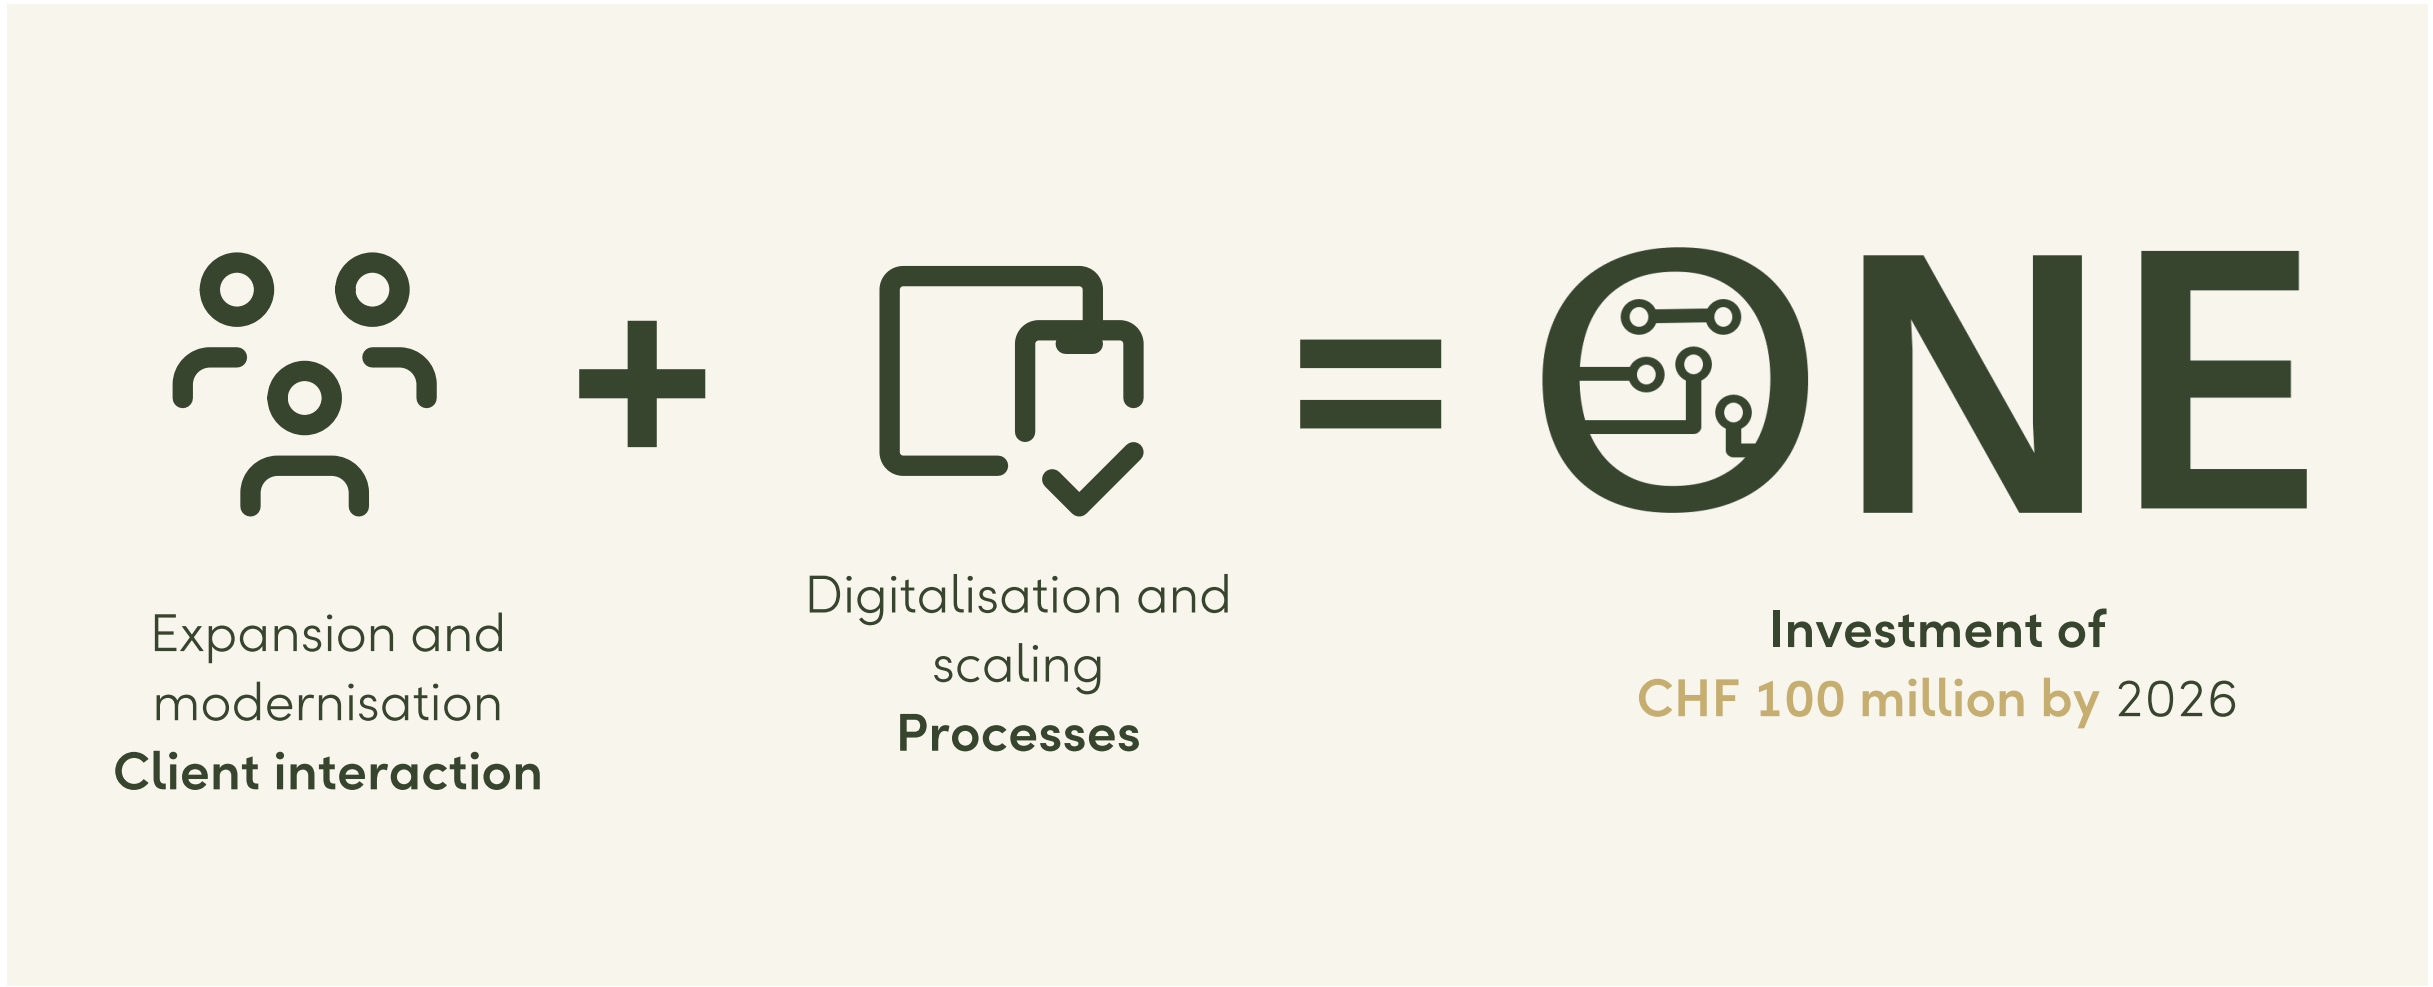 Expansion and
modernisation
Client interaction
+
Digitalisation and
scaling
Processes
=
ONE
Investment of
CHF 100 million by 2026